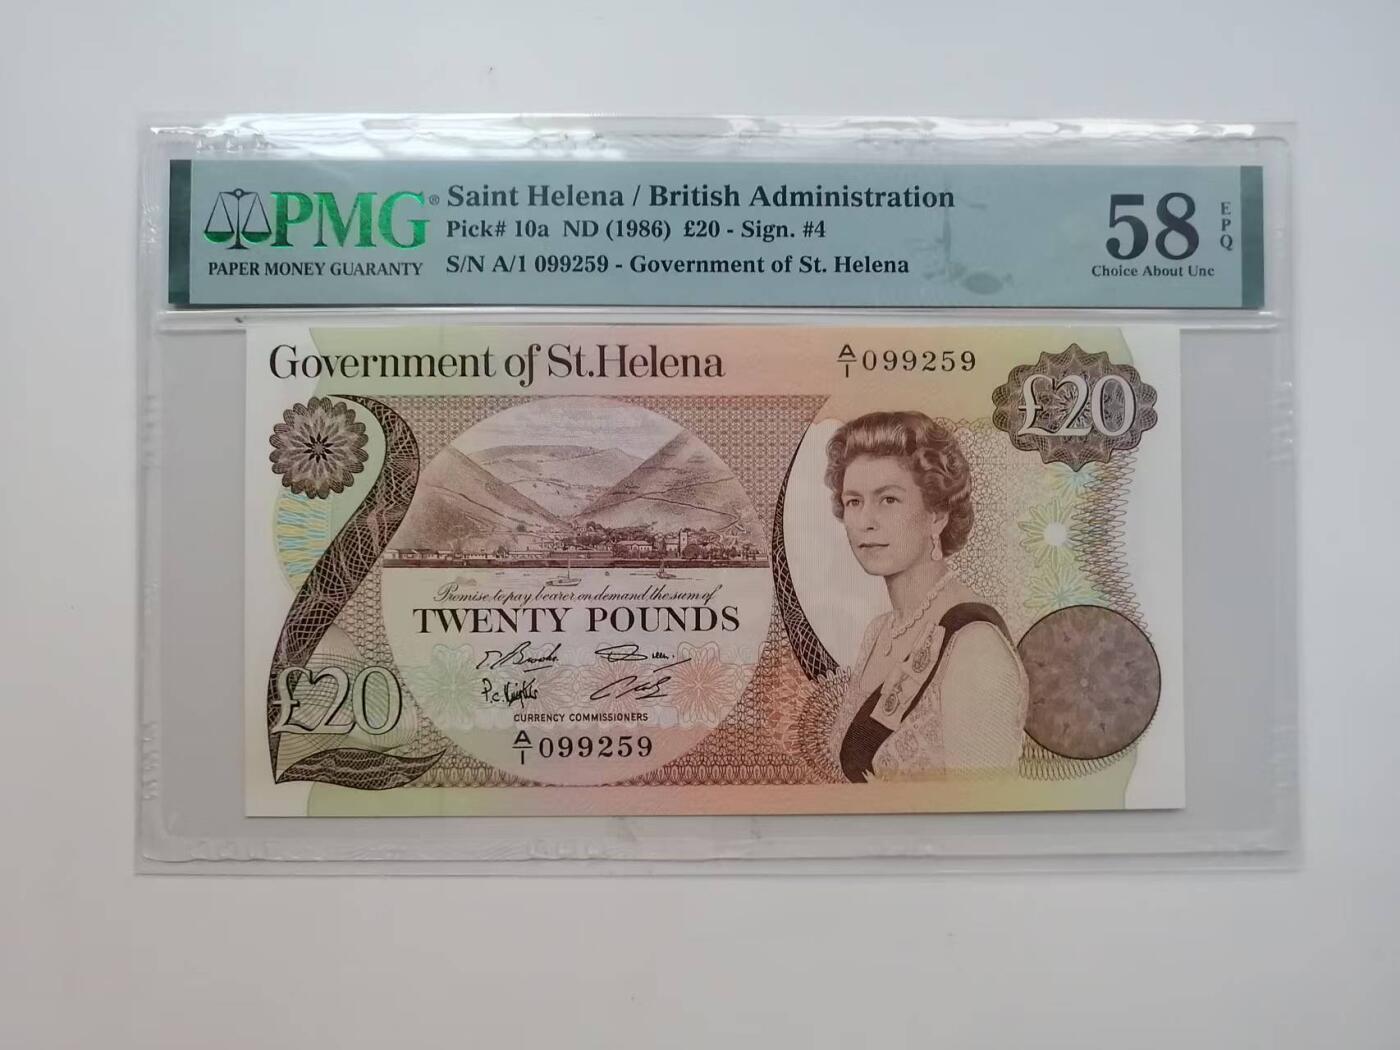 PMG®
PAPER MONEY GUARANTY
Saint Helena / British Administration
Pick# 10a ND (1986) £20 - Sign. #4
S/N A/1 099259 - Government of St. Helena
58
EPQ
Choice About Unc
Government of St.Helena
A/1 099259
£20
Promise to pay bearer on demand the sum of
TWENTY POUNDS
£20
CURRENCY COMMISSIONERS
A/1 099259